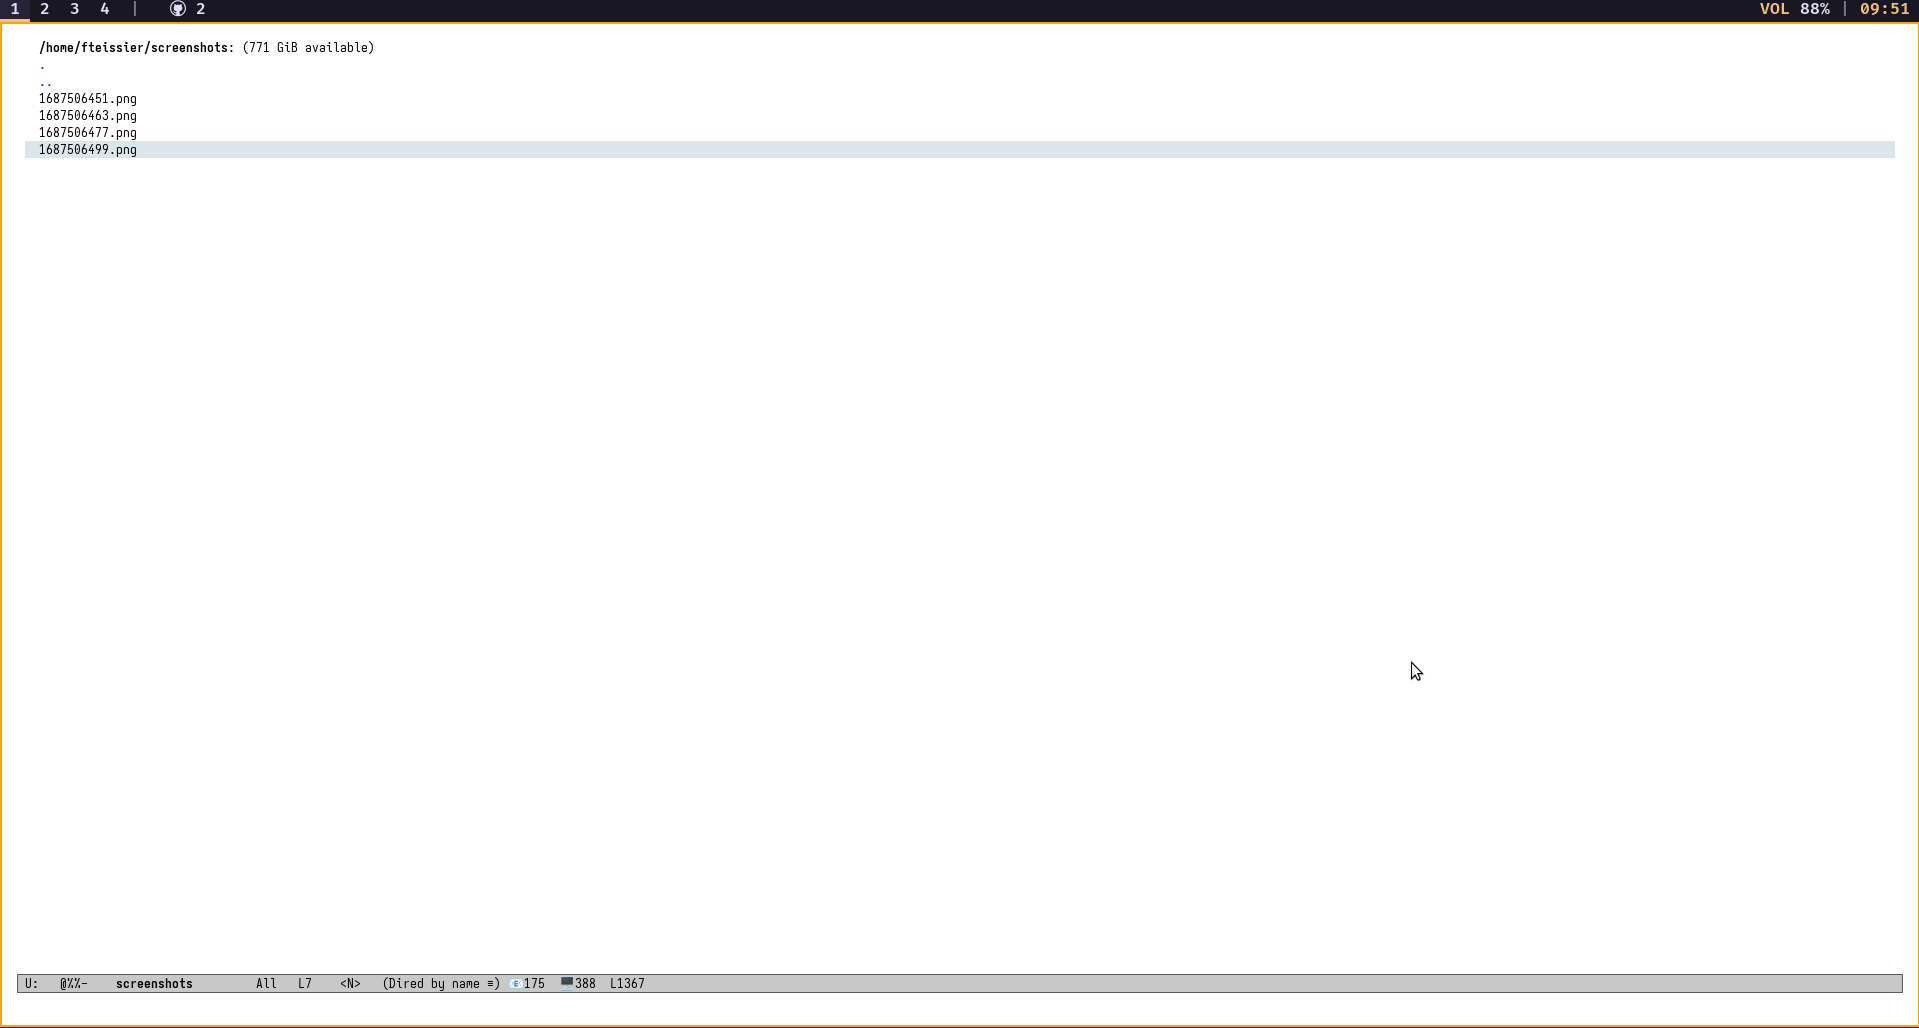 1 2 3 4 | 2 VOL 88% | 09:51
/home/fteissier/screenshots: (771 GiB available)
.
..
1687506451.png
1687506463.png
1687506477.png
1687506499.png
U: @%%- screenshots All L7 <N> (Dired by name ≡) 📧175 🖥️388 L1367